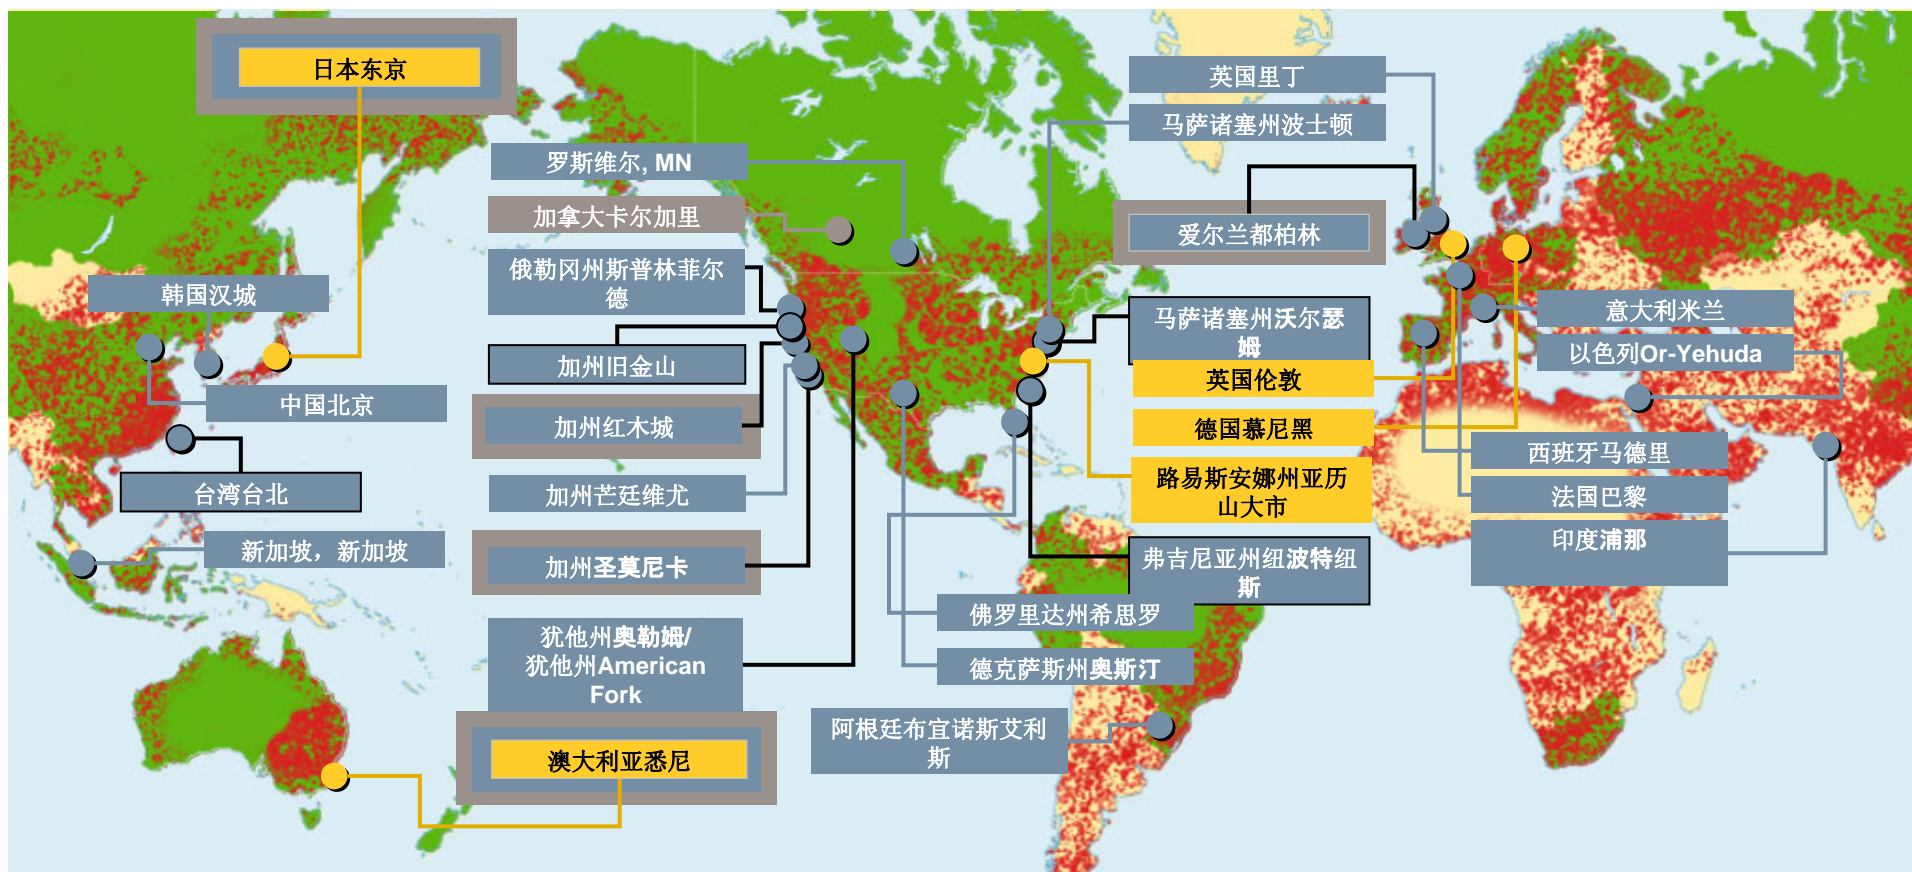 日本东京
英国里丁
马萨诸塞州波士顿
罗斯维尔, MN
加拿大卡尔加里
爱尔兰都柏林
俄勒冈州斯普林菲尔
德
韩国汉城
意大利米兰
马萨诸塞州沃尔瑟
姆
以色列Or-Yehuda
加州旧金山
英国伦敦
中国北京
加州红木城
德国慕尼黑
西班牙马德里
台湾台北
加州芒廷维尤
路易斯安娜州亚历
山大市
法国巴黎
新加坡，新加坡
印度浦那
加州圣莫尼卡
弗吉尼亚州纽波特纽
斯
佛罗里达州希思罗
犹他州奥勒姆/
犹他州American
Fork
德克萨斯州奥斯汀
阿根廷布宜诺斯艾利
斯
澳大利亚悉尼